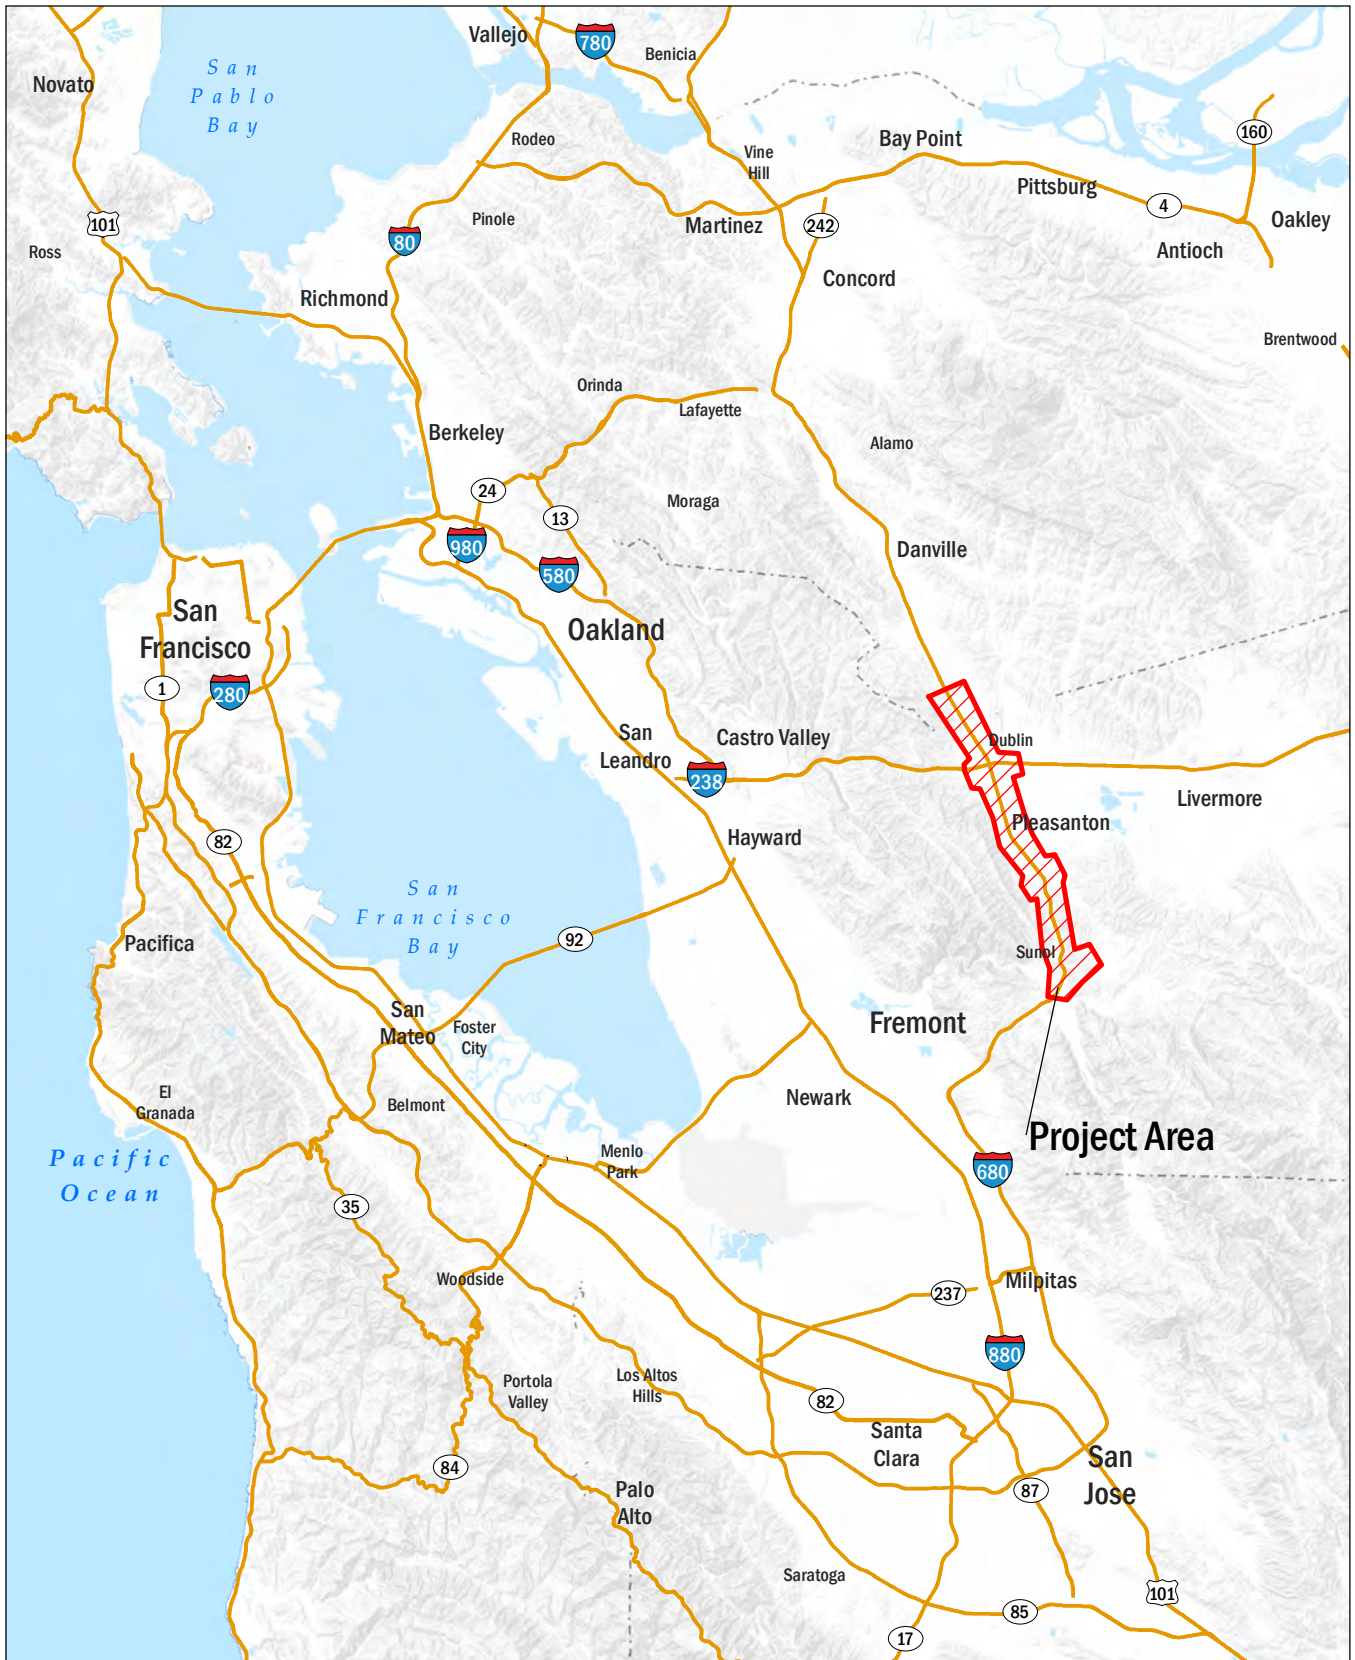 Vallejo
780
Benicia
San
Pablo
Bay
Novato
Rodeo
Vine
Hill
Bay Point
160
Pittsburg
4
Oakley
Antioch
101
Ross
80
Pinole
Martinez
242
Concord
Richmond
Brentwood
Orinda
Lafayette
Berkeley
Alamo
Moraga
24
13
980
580
Danville
San
Francisco
Oakland
1
280
San
Leandro
Castro Valley
238
Dublin
Livermore
Pleasanton
Hayward
82
San
Francisco
Bay
92
Pacifica
Sunol
San
Mateo
Foster
City
Fremont
El
Granada
Belmont
Newark
Project Area
Pacific
Ocean
Menlo
Park
680
35
Woodside
237
Milpitas
880
Portola
Valley
Los Altos
Hills
82
Santa
Clara
San
Jose
84
87
Palo
Alto
Saratoga
101
85
17